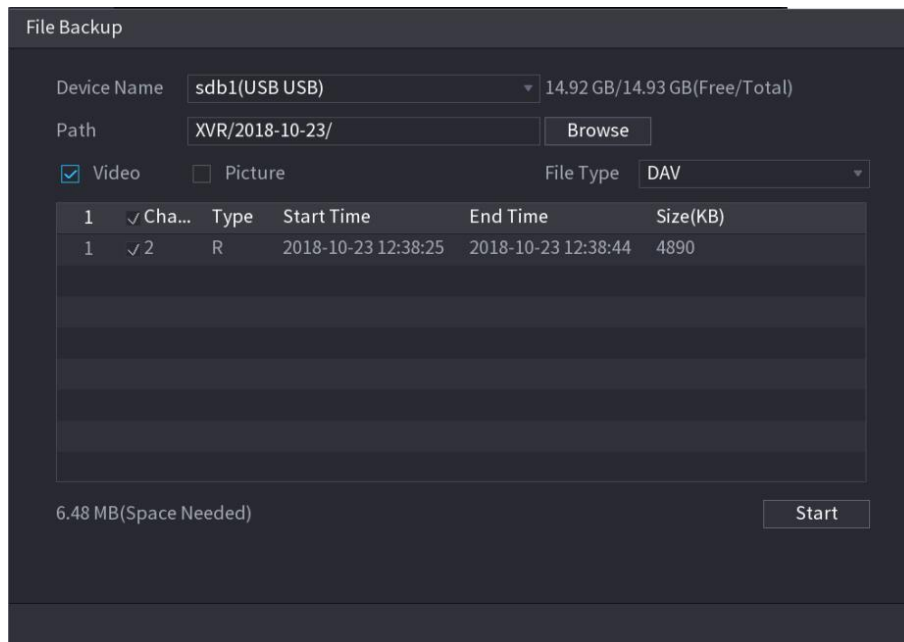 File Backup
Device Name sdb1(USB USB) 14.92 GB/14.93 GB(Free/Total)
Path XVR/2018-10-23/ Browse
Video Picture File Type DAV
1 Cha... Type Start Time End Time Size(KB)
1 2 R 2018-10-23 12:38:25 2018-10-23 12:38:44 4890
6.48 MB(Space Needed) Start